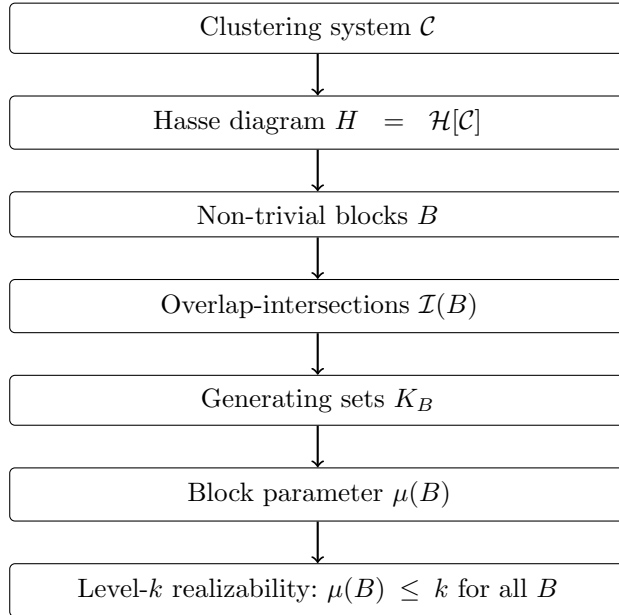 Clustering system 𝒞
Hasse diagram H = ℋ[𝒞]
Non-trivial blocks B
Overlap-intersections ℐ(B)
Generating sets K_B
Block parameter μ(B)
Level-k realizability: μ(B) ≤ k for all B